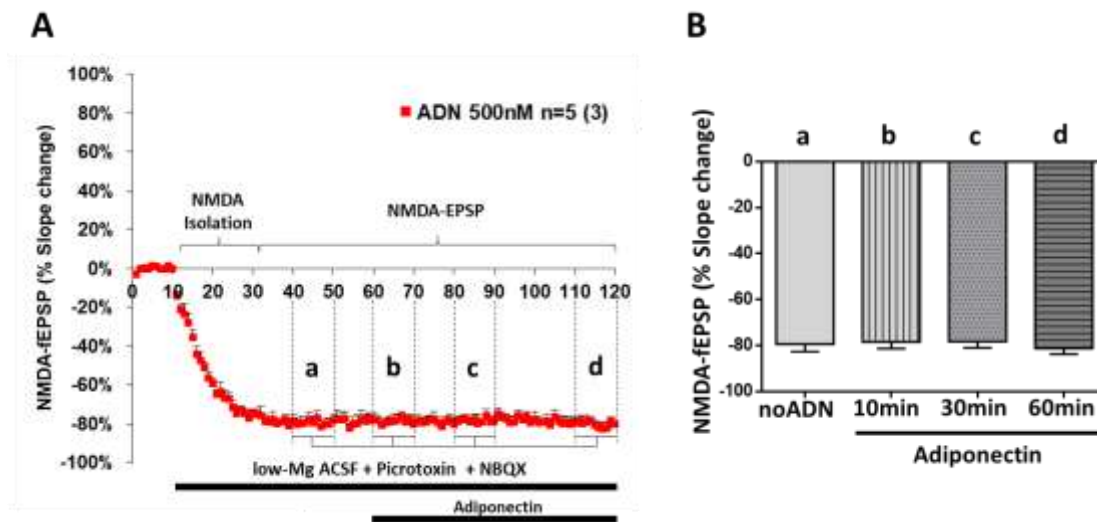 A
B
100%
80%
60%
40%
20%
0%
-20%
-40%
-60%
-80%
-100%
NMDA-fEPSP (% Slope change)
ADN 500nM n=5 (3)
NMDA
Isolation
NMDA-EPSP
0 10 20 30 40 50 60 70 80 90 100 110 120
a b c d
low-Mg ACSF + Picrotoxin + NBQX
Adiponectin
a b c d
0
-20
-40
-60
-80
-100
NMDA-fEPSP (% Slope change)
noADN 10min 30min 60min
Adiponectin